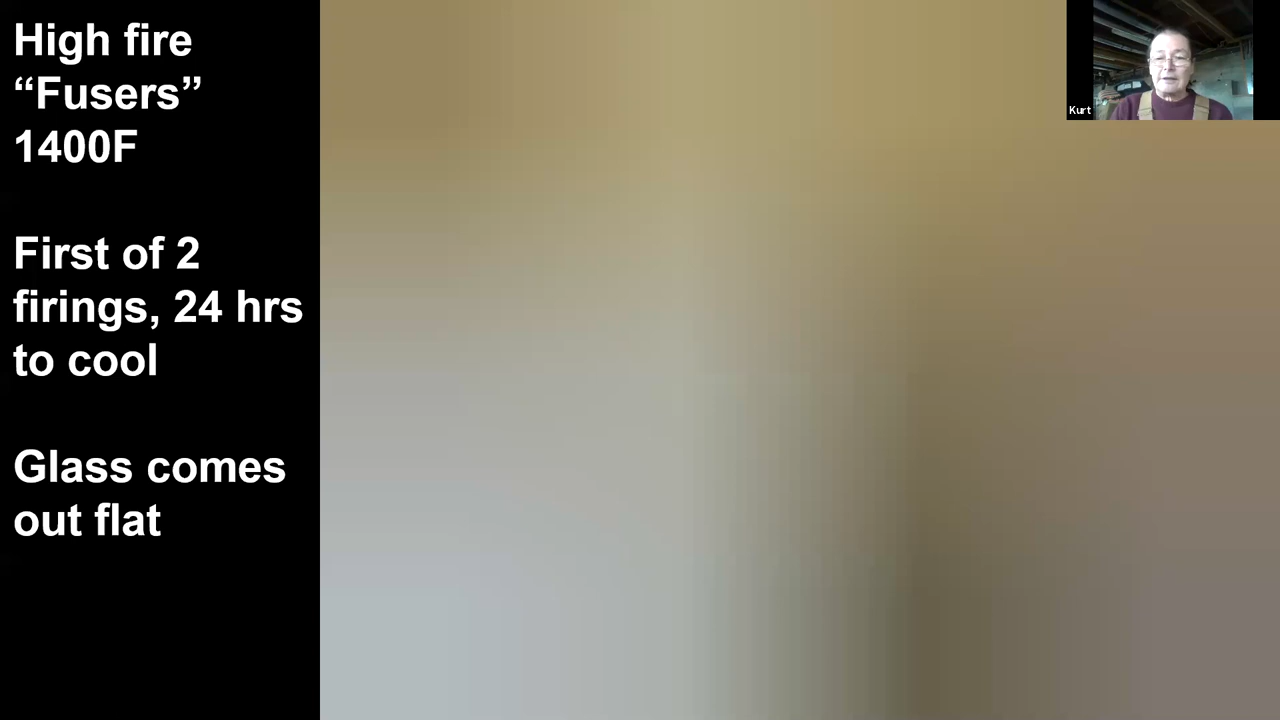 High fire
“Fusers”
1400F
First of 2
firings, 24 hrs
to cool
Glass comes
out flat
Kurt